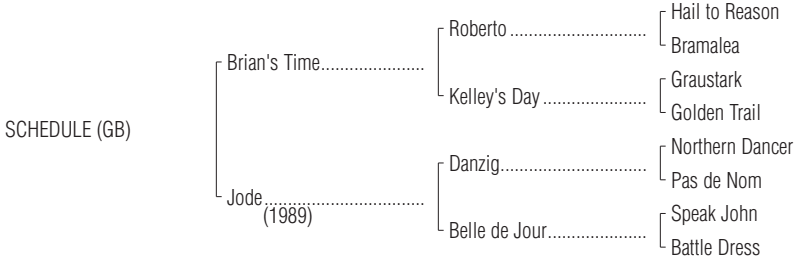 Hail to Reason
Roberto ..............................
Bramalea
Brian's Time......................
Graustark
Kelley's Day ......................
Golden Trail
SCHEDULE (GB)
Northern Dancer
Danzig...............................
Pas de Nom
Jode..................................
(1989)
Speak John
Belle de Jour.....................
Battle Dress